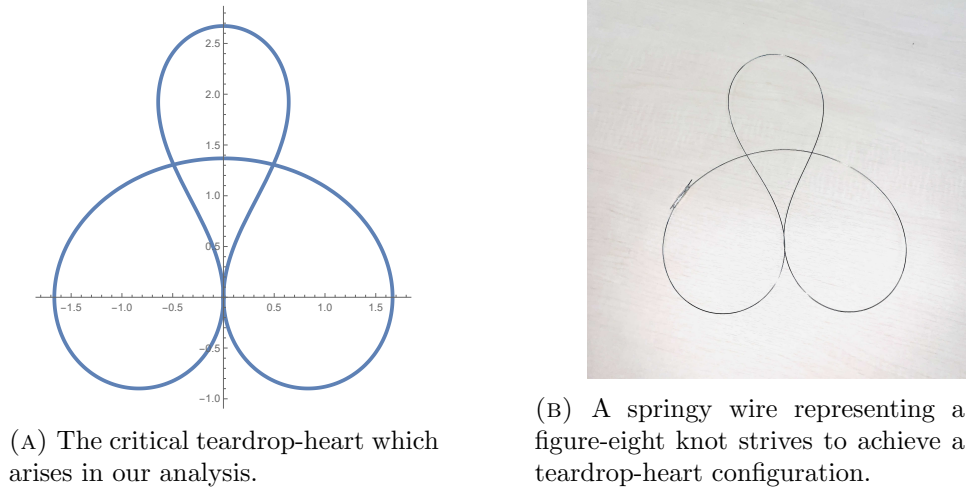 2.5
2.0
1.5
1.0
0.5
−1.5 −1.0 −0.5 0.5 1.0 1.5
−0.5
−1.0
(A) The critical teardrop-heart which
arises in our analysis.
(B) A springy wire representing a
figure-eight knot strives to achieve a
teardrop-heart configuration.